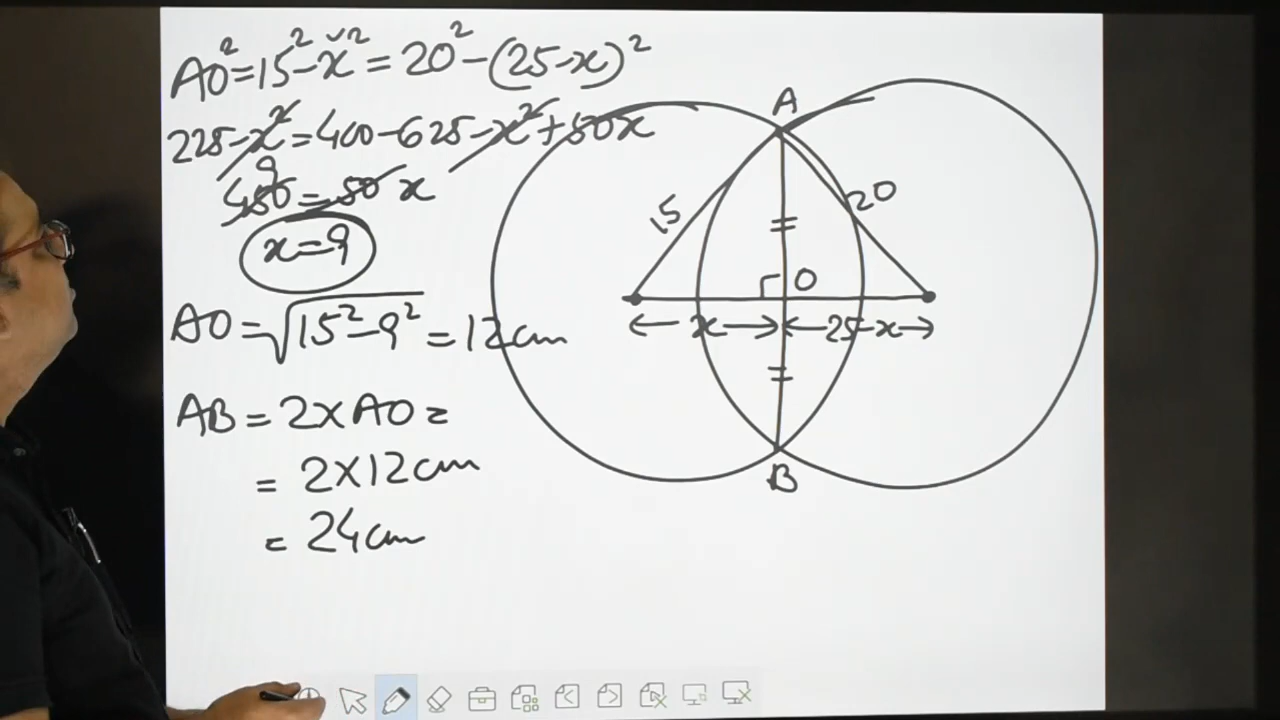 AO²=15²-x²=20²-(25-x)²
225-x²=400-625-x²+50x
9
450=50x
x=9
AO=√15²-9²=12cm
AB=2×AO=
=2×12cm
=24cm
A
15
20
O
x
25-x
B